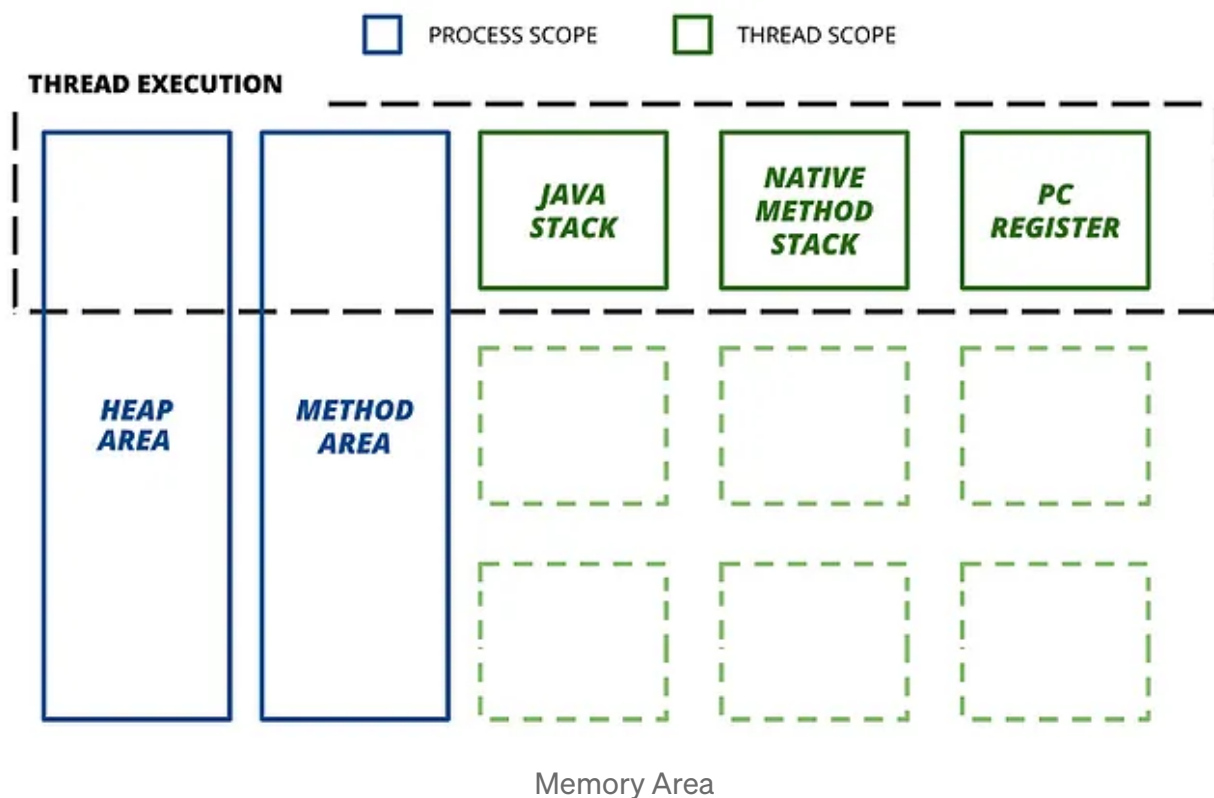 PROCESS SCOPE
THREAD SCOPE
THREAD EXECUTION
JAVA
STACK
NATIVE
METHOD
STACK
PC
REGISTER
HEAP
AREA
METHOD
AREA
Memory Area